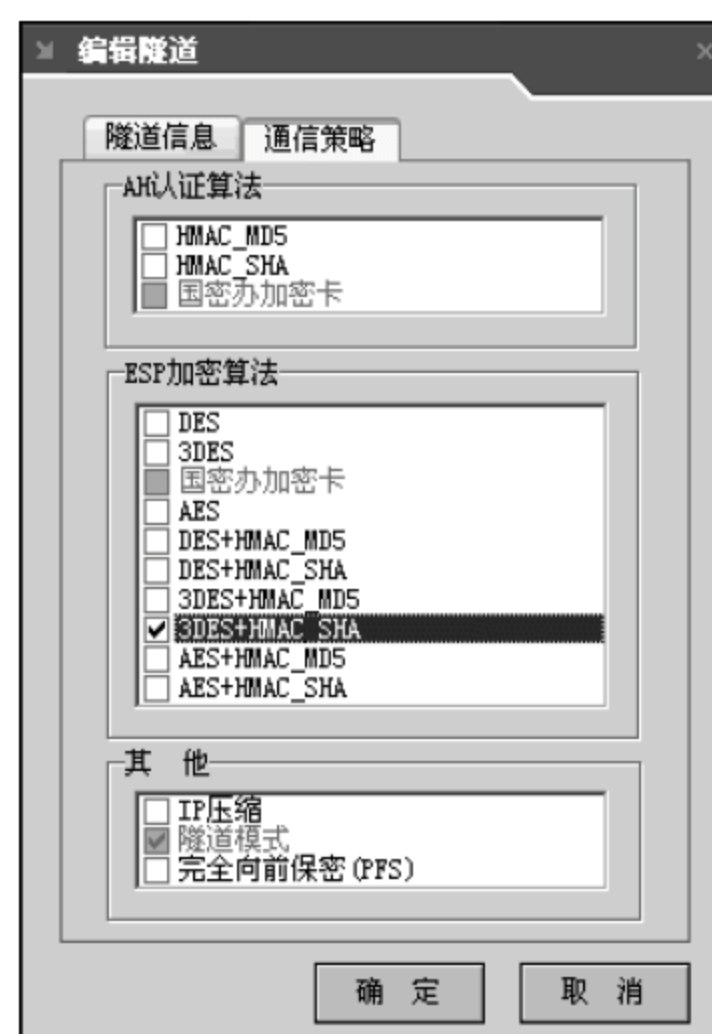 编辑隧道
隧道信息 通信策略
AH认证算法
HMAC_MD5
HMAC_SHA
国密办加密卡
ESP加密算法
DES
3DES
国密办加密卡
AES
DES+HMAC_MD5
DES+HMAC_SHA
3DES+HMAC_MD5
3DES+HMAC_SHA
AES+HMAC_MD5
AES+HMAC_SHA
其 他
IP压缩
隧道模式
完全向前保密(PFS)
确 定 取 消